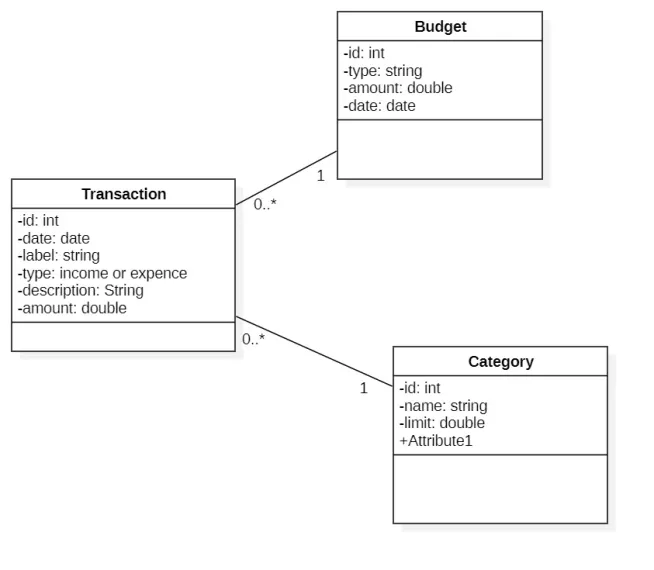 Budget
-id: int
-type: string
-amount: double
-date: date
1
Transaction
0..*
-id: int
-date: date
-label: string
-type: income or expence
-description: String
-amount: double
0..*
Category
1
-id: int
-name: string
-limit: double
+Attribute1